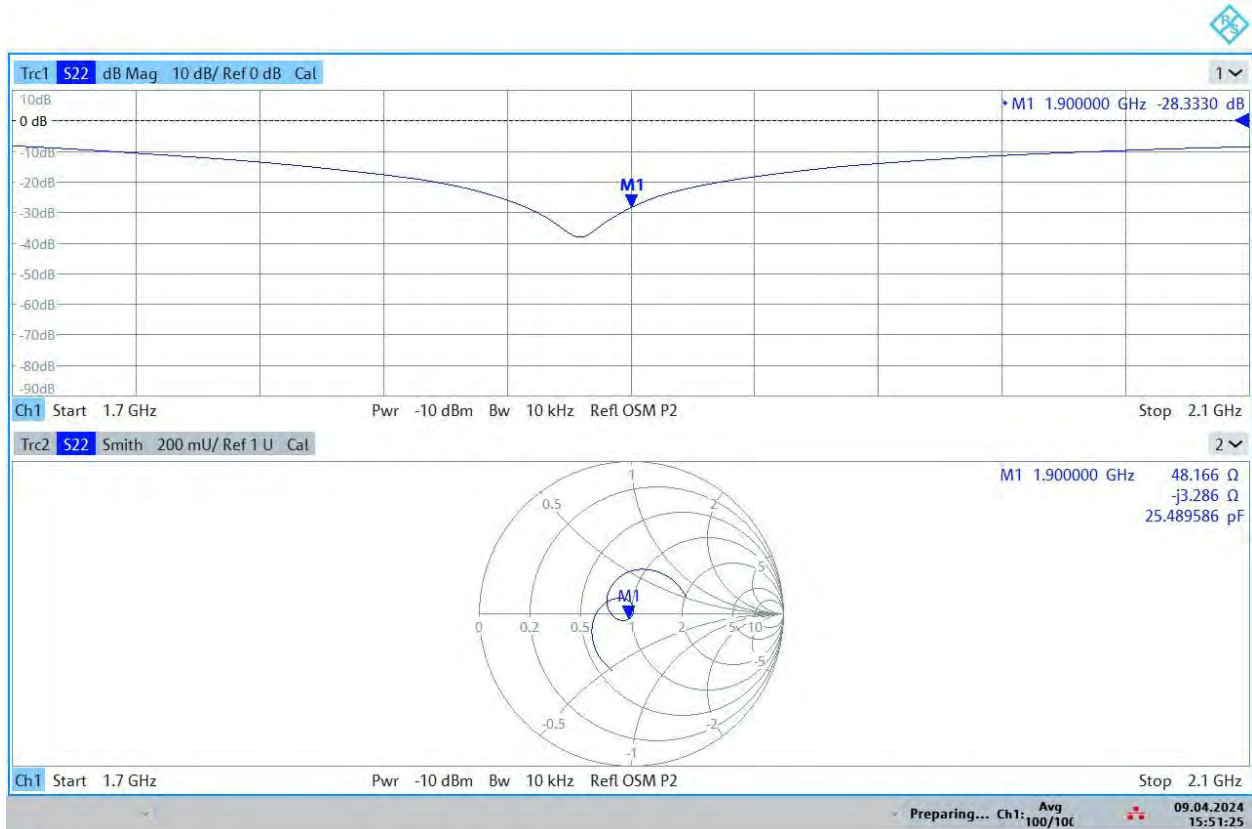 R/S
Trc1 S22 dB Mag 10 dB/ Ref 0 dB Cal 1
10dB
• M1 1.900000 GHz -28.3330 dB
0 dB
-10dB
-20dB
M1
-30dB
-40dB
-50dB
-60dB
-70dB
-80dB
-90dB
Ch1 Start 1.7 GHz Pwr -10 dBm Bw 10 kHz Refl OSM P2 Stop 2.1 GHz
Trc2 S22 Smith 200 mU/ Ref 1 U Cal 2
M1 1.900000 GHz 48.166 Ω
-j3.286 Ω
25.489586 pF
1
0.5 2
5
M1
0 0.2 0.5 1 2 5 10
-5
-0.5 -2
-1
Ch1 Start 1.7 GHz Pwr -10 dBm Bw 10 kHz Refl OSM P2 Stop 2.1 GHz
Preparing... Ch1: Avg 100/100 09.04.2024
15:51:25